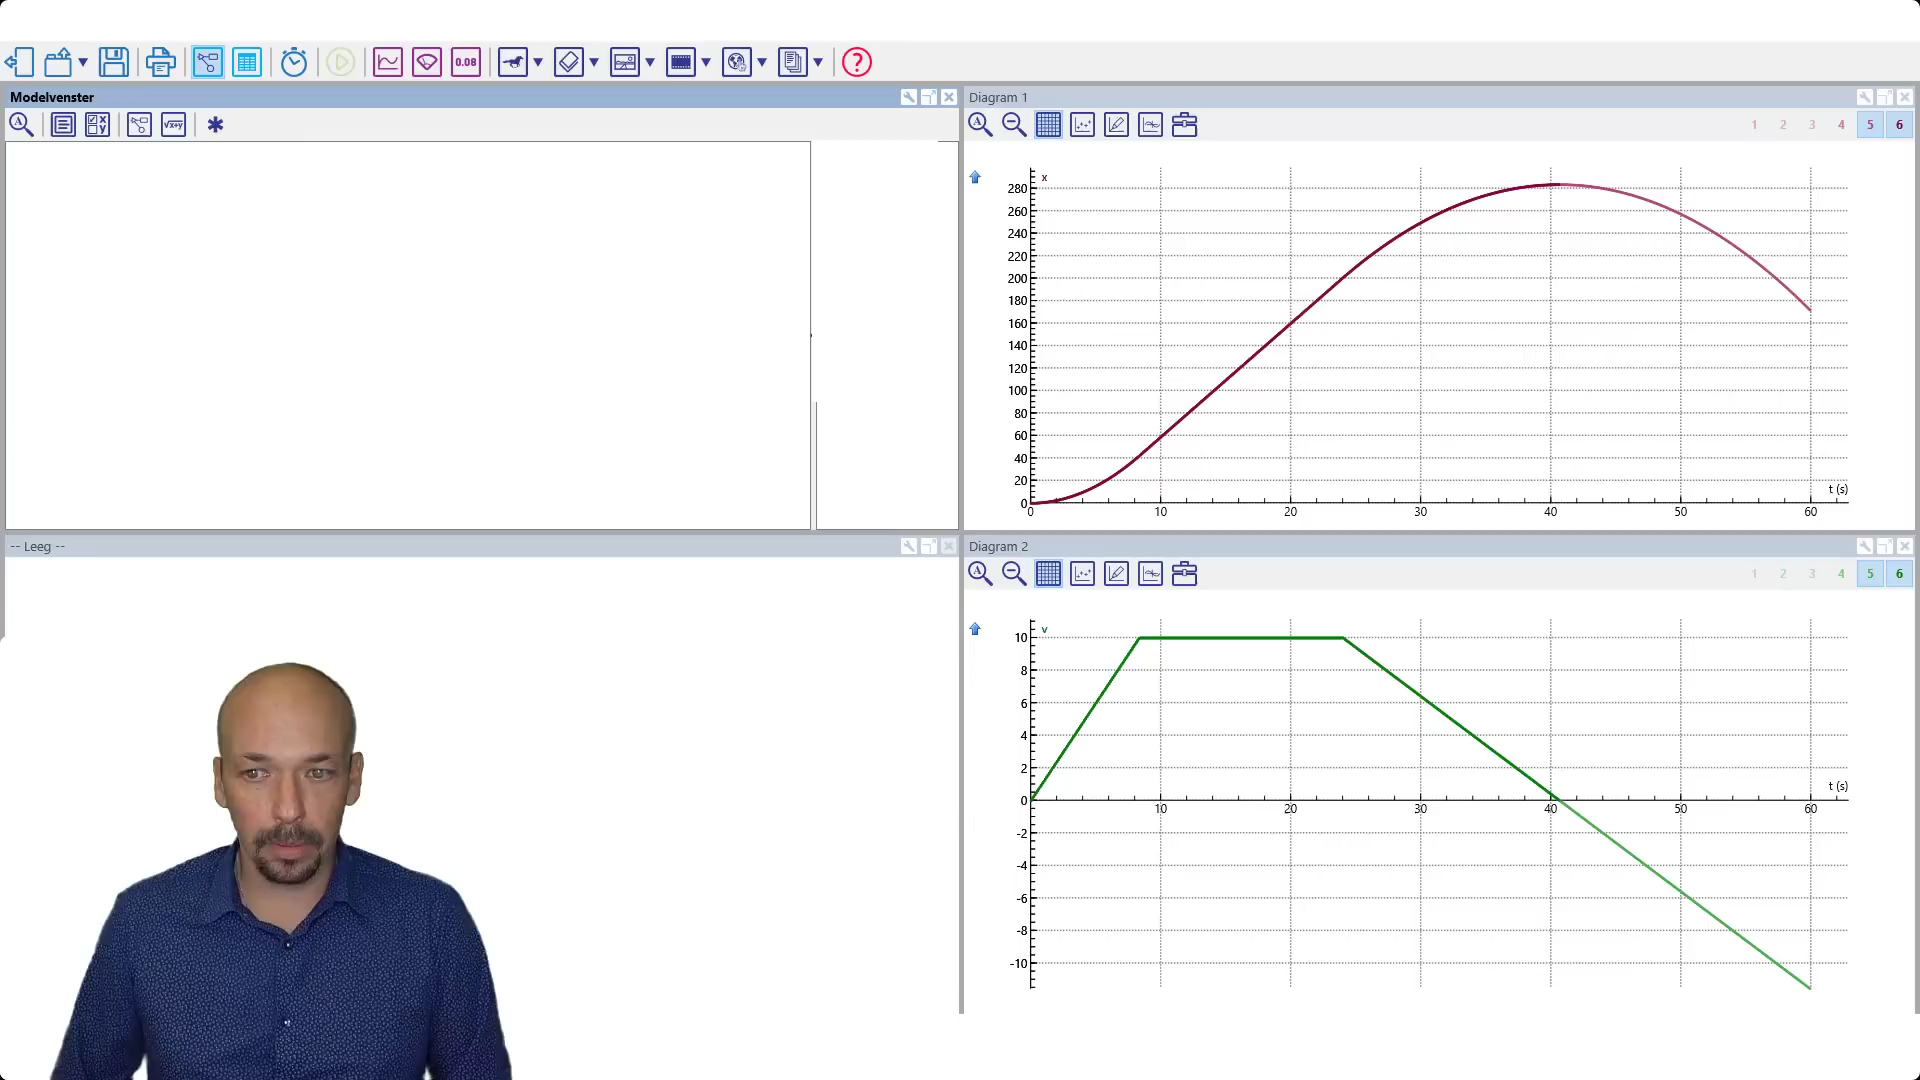 0.08
?
Modelvenster
A
x
y
√x+y
*
Diagram 1
A
1 2 3 4 5 6
x
280
260
240
220
200
180
160
140
120
100
80
60
40
20
0
t (s)
0 10 20 30 40 50 60
-- Leeg --
Diagram 2
A
1 2 3 4 5 6
v
10
8
6
4
2
0
-2
-4
-6
-8
-10
t (s)
10 20 30 40 50 60